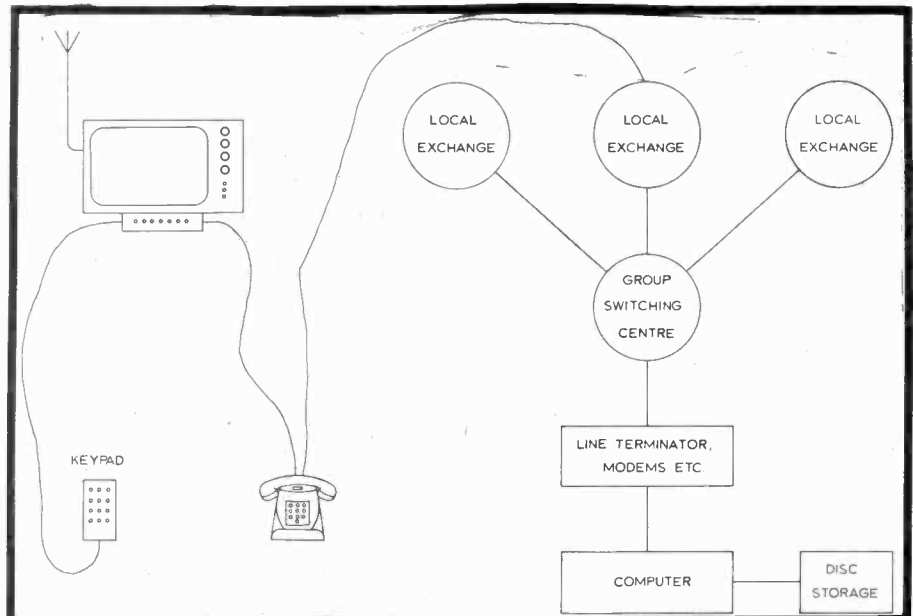 LOCAL
EXCHANGE
LOCAL
EXCHANGE
LOCAL
EXCHANGE
GROUP
SWITCHING
CENTRE
LINE TERMINATOR,
MODEMS ETC.
KEYPAD
COMPUTER
DISC
STORAGE